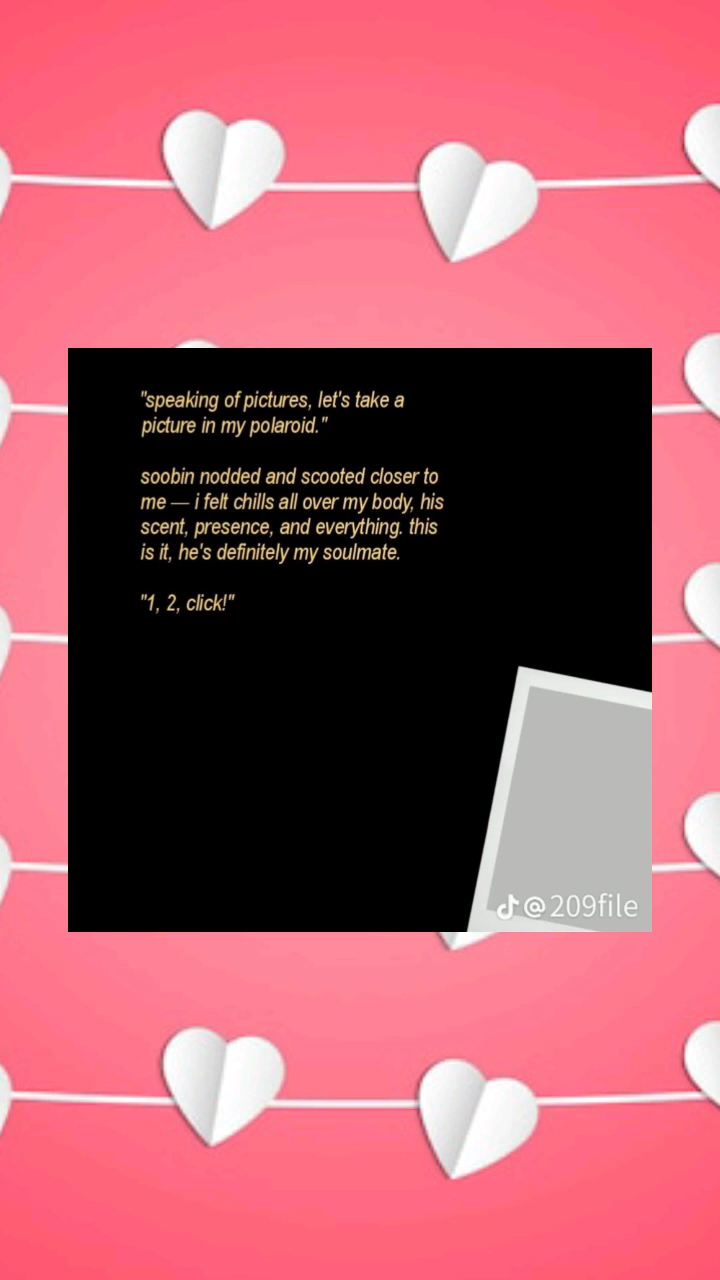 "speaking of pictures, let's take a
picture in my polaroid."
soobin nodded and scooted closer to
me — i felt chills all over my body, his
scent, presence, and everything. this
is it, he's definitely my soulmate.
"1, 2, click!"
@209file